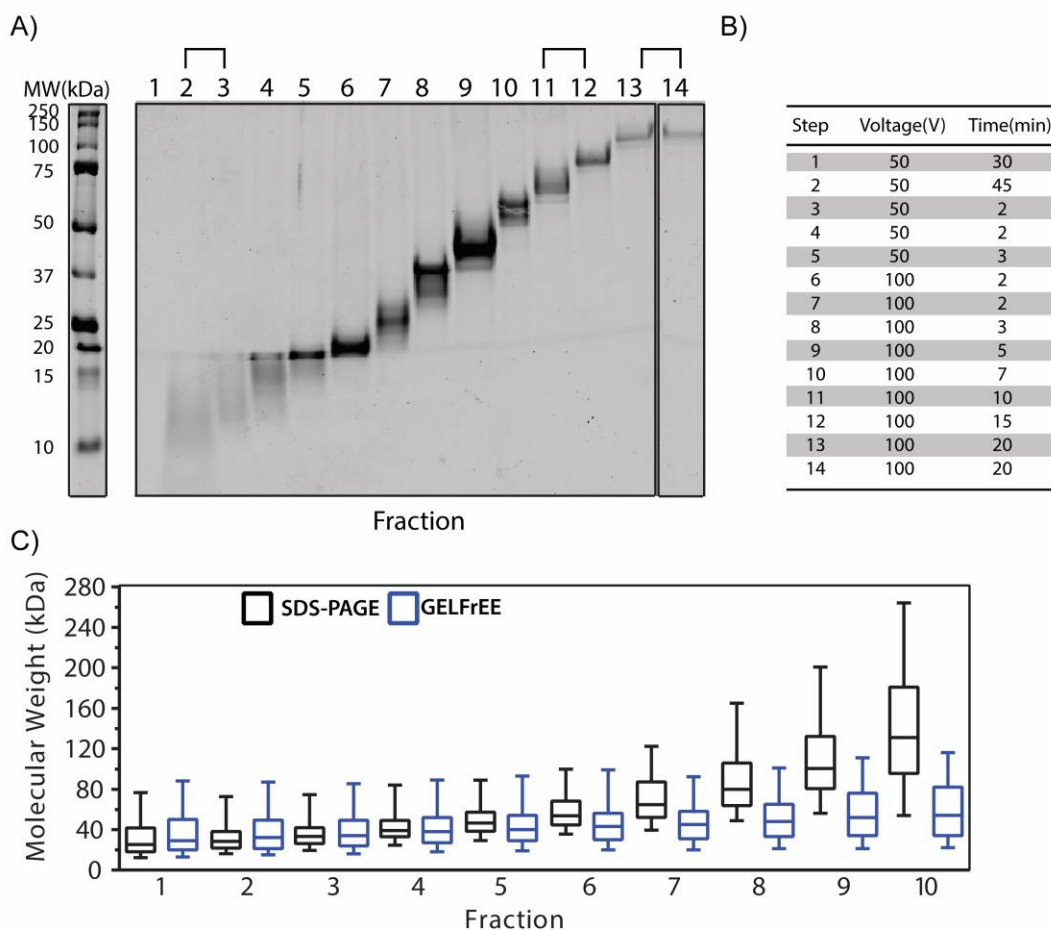 A)
B)
MW(kDa) 1 2 3 4 5 6 7 8 9 10 11 12 13 14
250
150
100
75
50
37
25
20
15
10
Fraction
Step Voltage(V) Time(min)
1 50 30
2 50 45
3 50 2
4 50 2
5 50 3
6 100 2
7 100 2
8 100 3
9 100 5
10 100 7
11 100 10
12 100 15
13 100 20
14 100 20
C)
Molecular Weight (kDa)
280
240
200
160
120
80
40
0
SDS-PAGE GELFrEE
1 2 3 4 5 6 7 8 9 10
Fraction